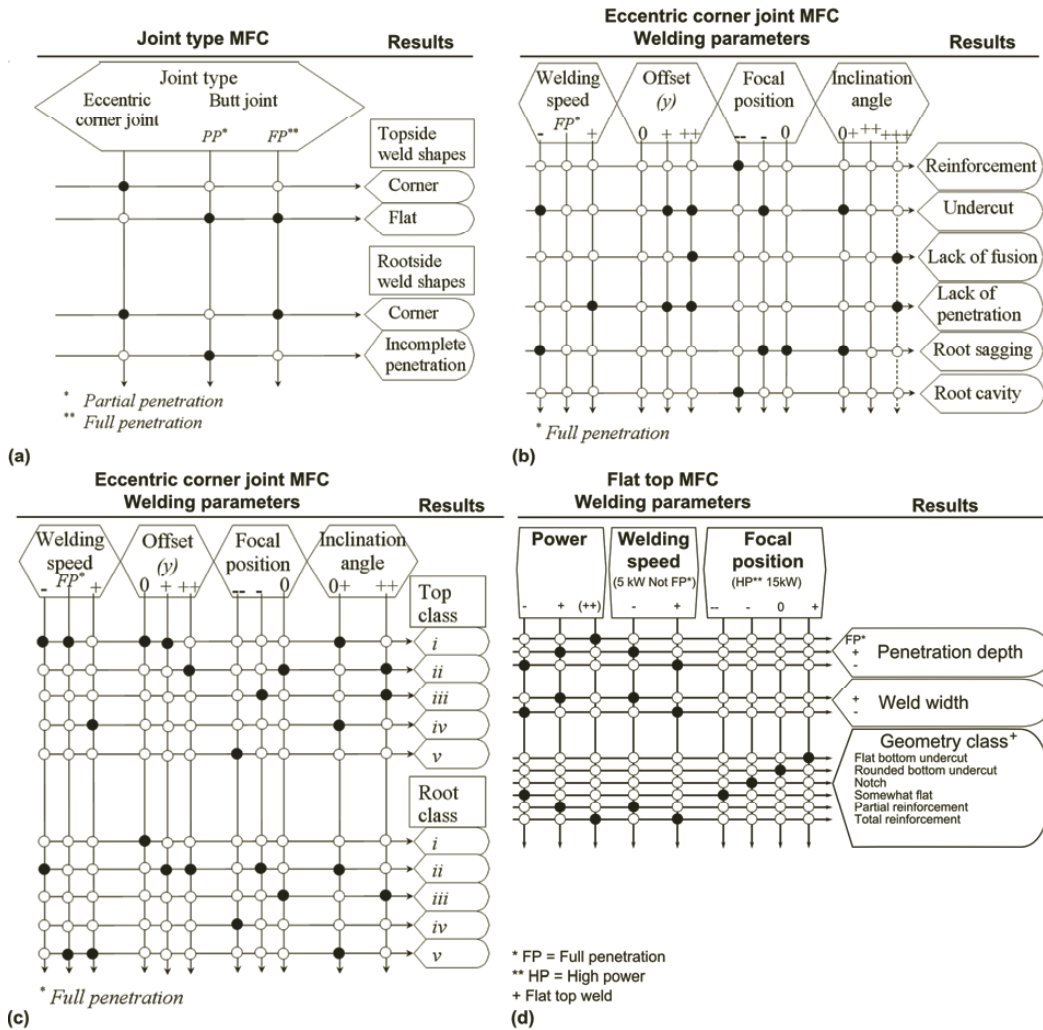 Joint type MFC
Results
Joint type
Eccentric
corner joint
Butt joint
PP*
FP**
Topside
weld shapes
Corner
Flat
Rootside
weld shapes
Corner
Incomplete
penetration
* Partial penetration
** Full penetration
(a)
Eccentric corner joint MFC
Welding parameters
Results
Welding
speed
FP*
- +
Offset
(y)
0 + ++
Focal
position
-- - 0
Inclination
angle
0+ ++ +++
Reinforcement
Undercut
Lack of fusion
Lack of
penetration
Root sagging
Root cavity
* Full penetration
(b)
Eccentric corner joint MFC
Welding parameters
Results
Welding
speed
FP*
- +
Offset
(y)
0 + ++
Focal
position
-- - 0
Inclination
angle
0+ ++
Top
class
i
ii
iii
iv
v
Root
class
i
ii
iii
iv
v
* Full penetration
(c)
Flat top MFC
Welding parameters
Results
Power
- + (++)
Welding
speed
(5 kW Not FP*)
- +
Focal
position
(HP** 15kW)
-- - 0 +
FP*
+
-
Penetration depth
+
-
Weld width
Geometry class+
Flat bottom undercut
Rounded bottom undercut
Notch
Somewhat flat
Partial reinforcement
Total reinforcement
* FP = Full penetration
** HP = High power
+ Flat top weld
(d)